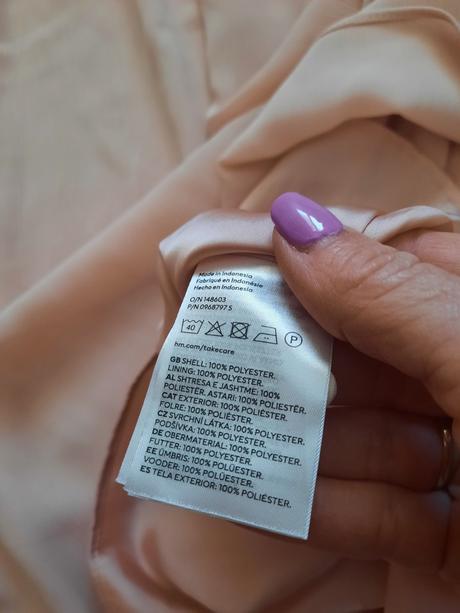 Made in Indonesia
Fabriqué en Indonésie
Hecho en Indonesia
O/N 148603
P/N 0968797 5
40 P
hm.com/takecare
GB SHELL: 100% POLYESTER.
LINING: 100% POLYESTER.
AL SHTRESA E JASHTME: 100%
POLIESTËR. ASTARI: 100% POLIESTËR.
CAT EXTERIOR: 100% POLIÈSTER.
FOLRE: 100% POLIÈSTER.
CZ SVRCHNÍ LÁTKA: 100% POLYESTER.
PODŠÍVKA: 100% POLYESTER.
DE OBERMATERIAL: 100% POLYESTER.
FUTTER: 100% POLYESTER.
EE ÜMBRIS: 100% POLÜESTER.
VOODER: 100% POLÜESTER.
ES TELA EXTERIOR: 100% POLIÉSTER.